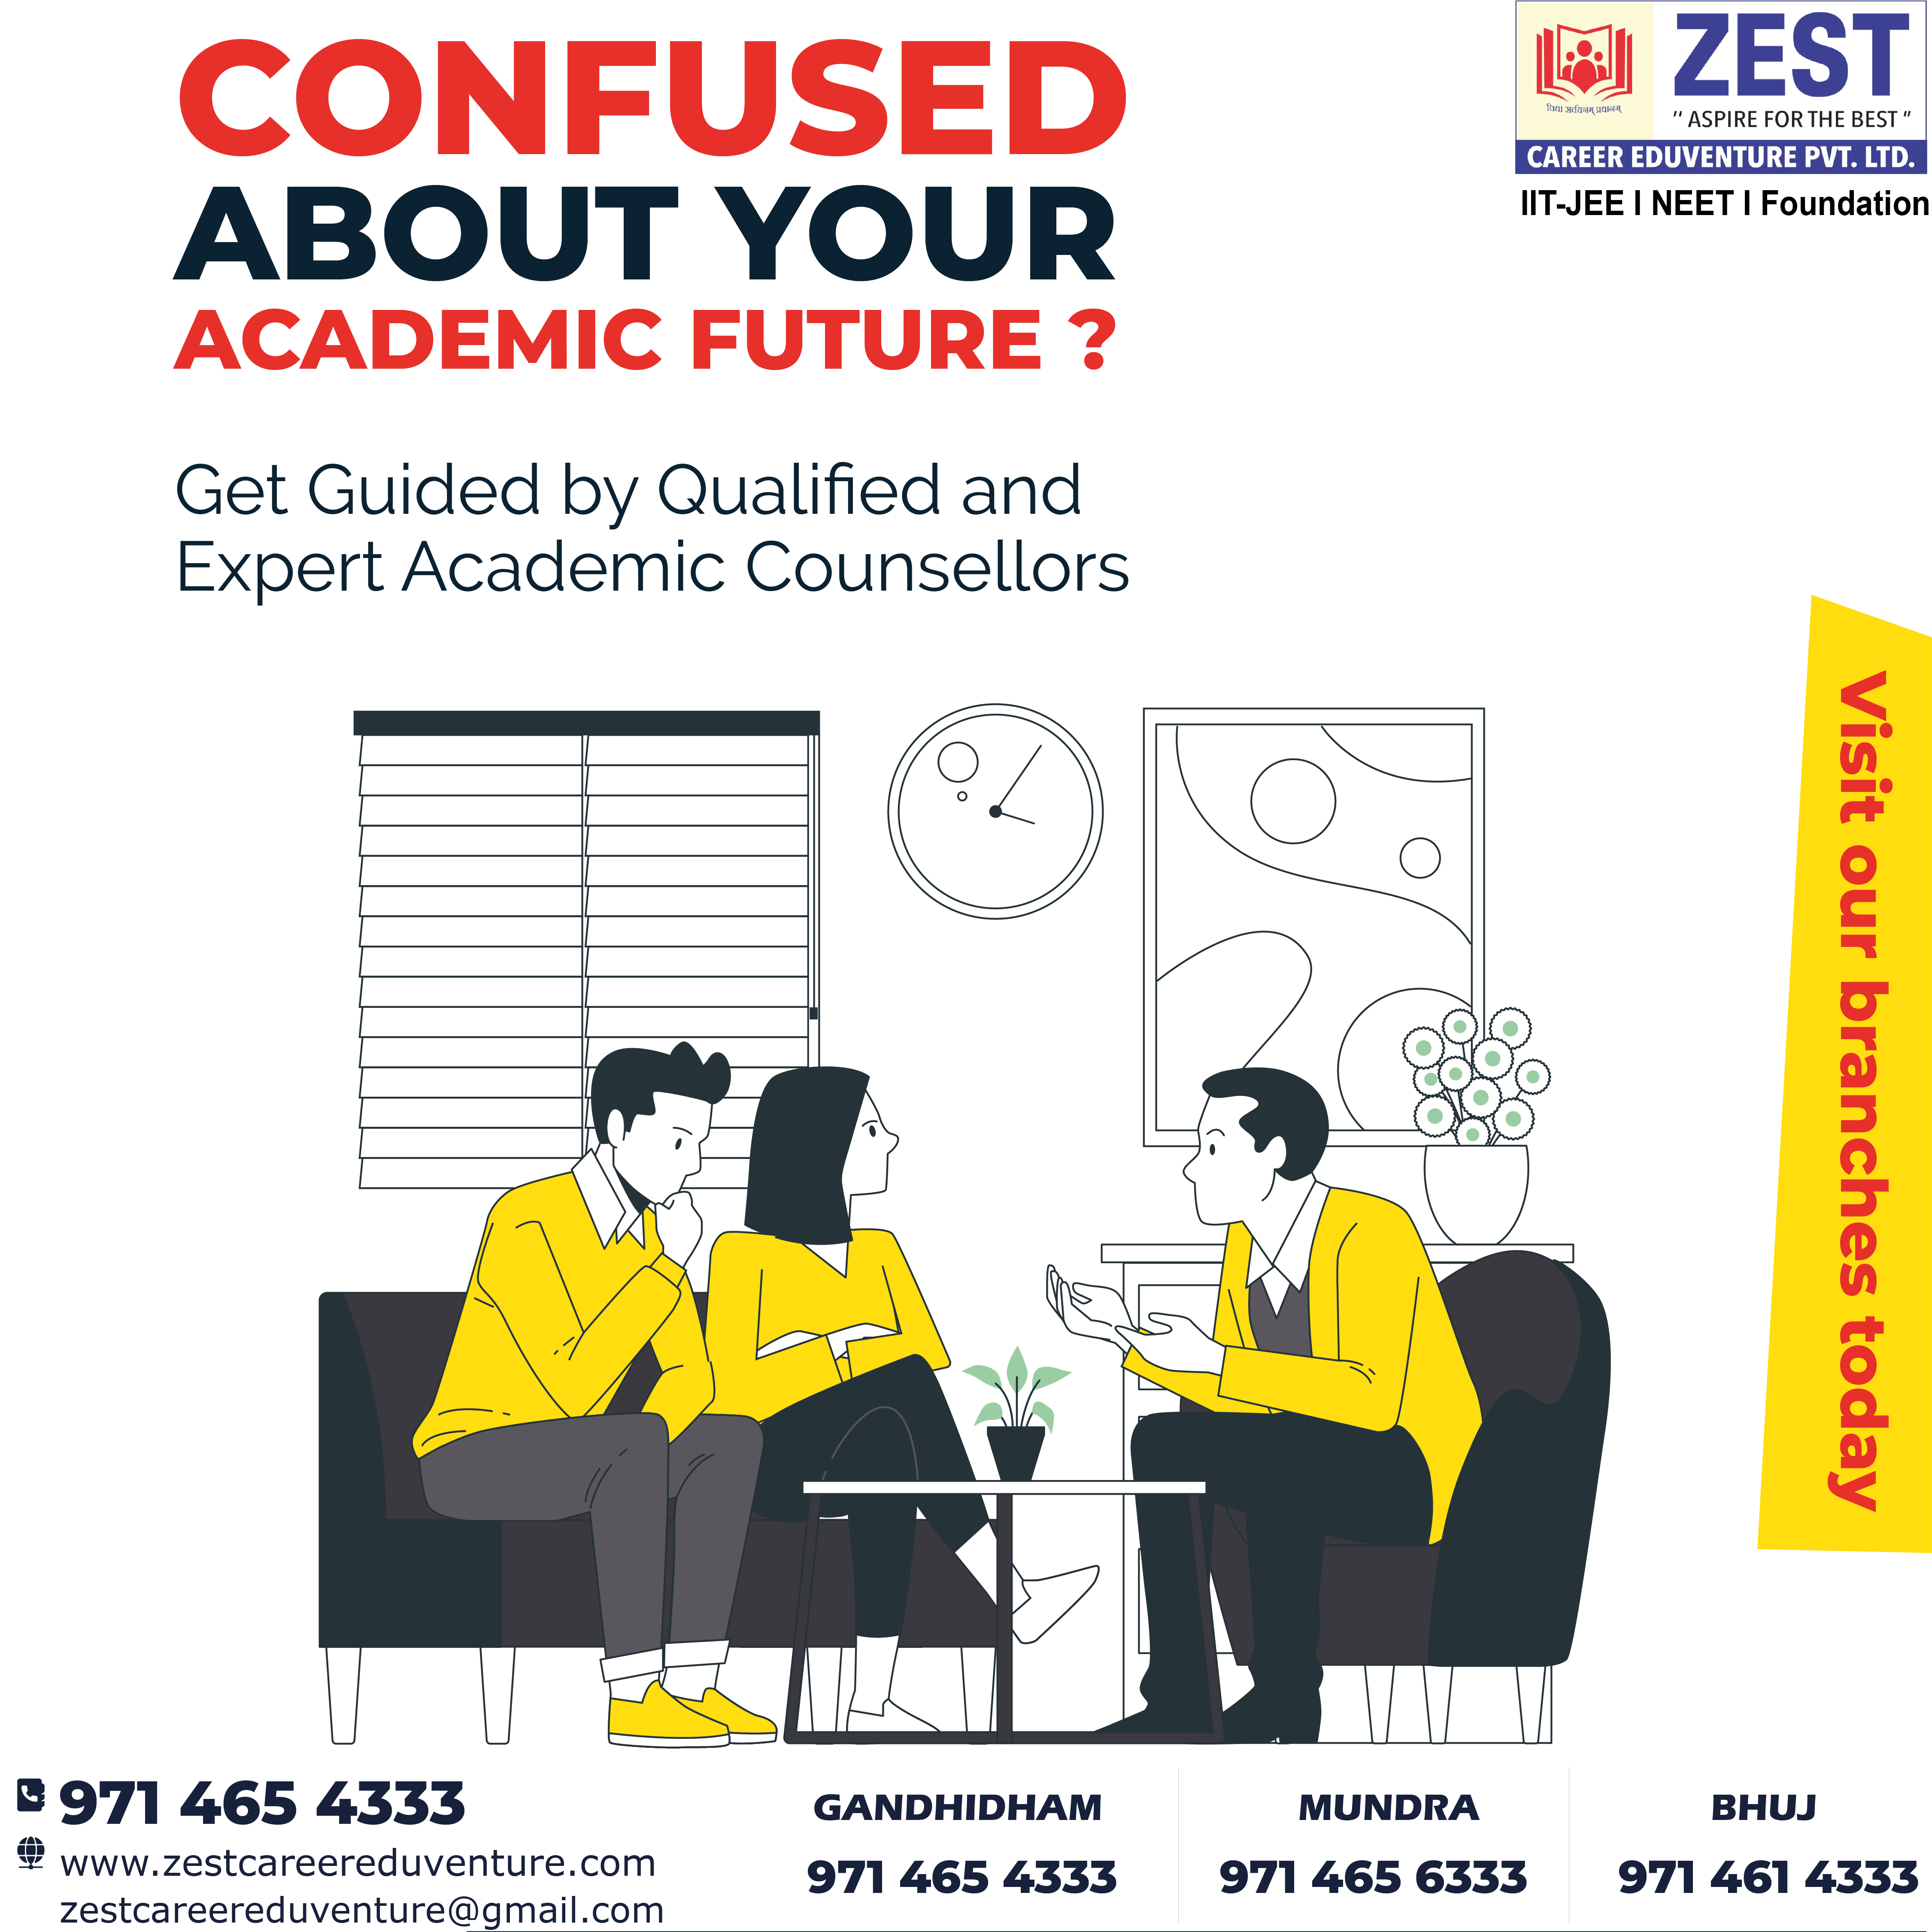 CONFUSED
ABOUT YOUR
ACADEMIC FUTURE ?
Get Guided by Qualified and
Expert Academic Counsellors
ZEST
'' ASPIRE FOR THE BEST "
CAREER EDUVENTURE PVT. LTD.
IIT-JEE I NEET I Foundation
Visit our branches today
971 465 4333
www.zestcareereduventure.com
zestcareereduventure@gmail.com
GANDHIDHAM
971 465 4333
MUNDRA
971 465 6333
BHUJ
971 461 4333